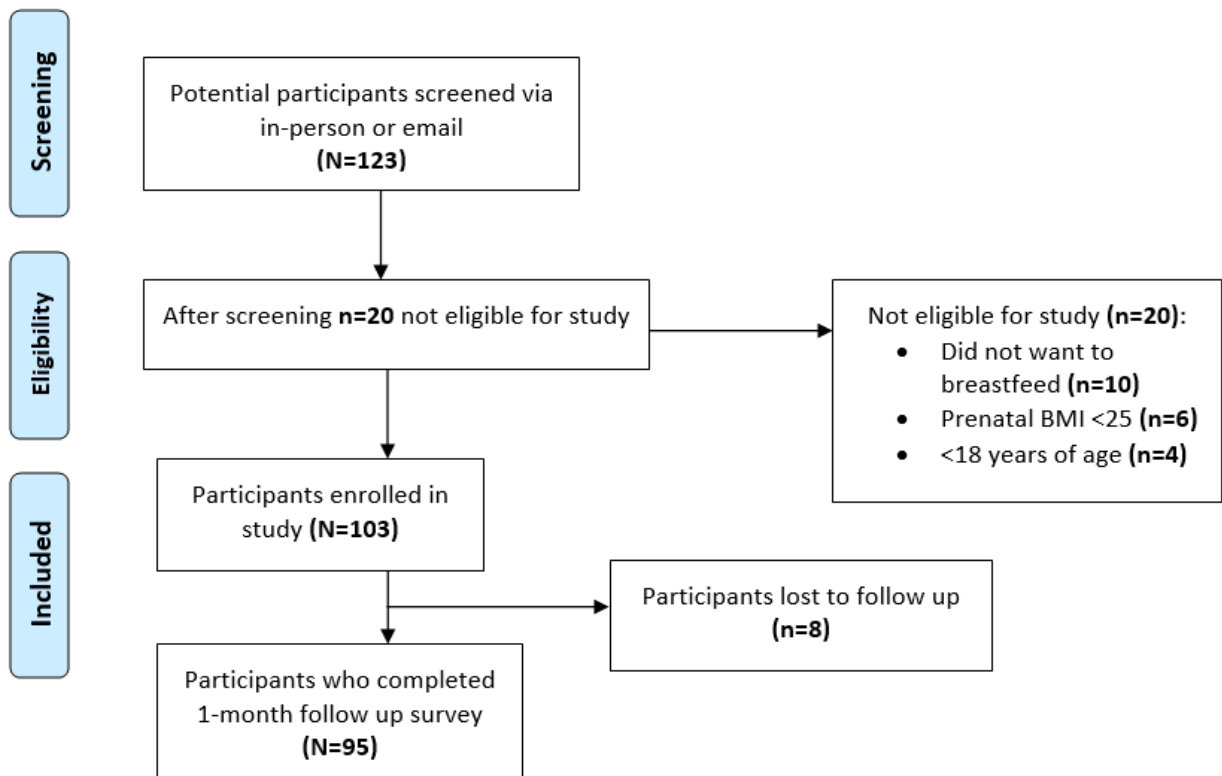 Screening
Potential participants screened via
in-person or email
(N=123)
Eligibility
After screening n=20 not eligible for study
Not eligible for study (n=20):
• Did not want to
breastfeed (n=10)
• Prenatal BMI <25 (n=6)
• <18 years of age (n=4)
Included
Participants enrolled in
study (N=103)
Participants lost to follow up
(n=8)
Participants who completed
1-month follow up survey
(N=95)